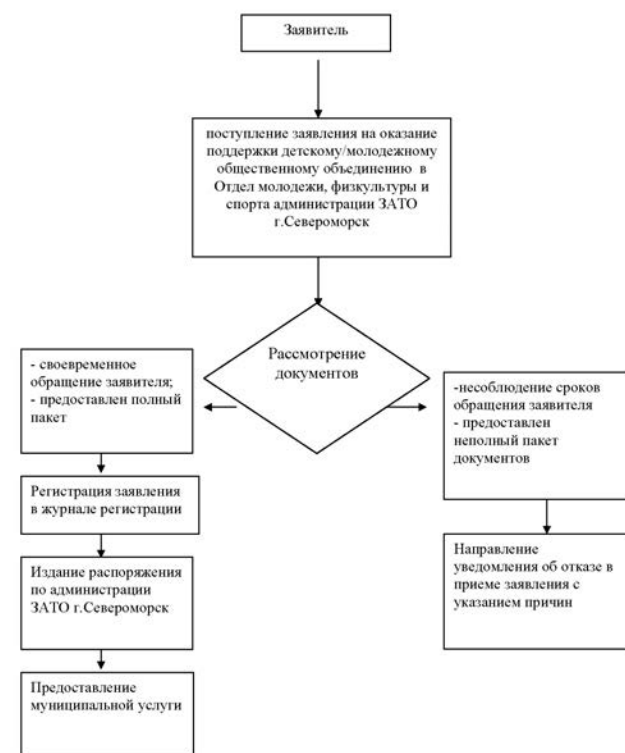 Заявитель
поступление заявления на оказание
поддержки детскому/молодежному
общественному объединению в
Отдел молодежи, физкультуры и
спорта администрации ЗАТО
г.Североморск
Рассмотрение
документов
- своевременное
обращение заявителя;
- предоставлен полный
пакет
Регистрация заявления
в журнале регистрации
Издание распоряжения
по администрации
ЗАТО г.Североморск
Предоставление
муниципальной услуги
-несоблюдение сроков
обращения заявителя
- предоставлен
неполный пакет
документов
Направление
уведомления об отказе в
приеме заявления с
указанием причин